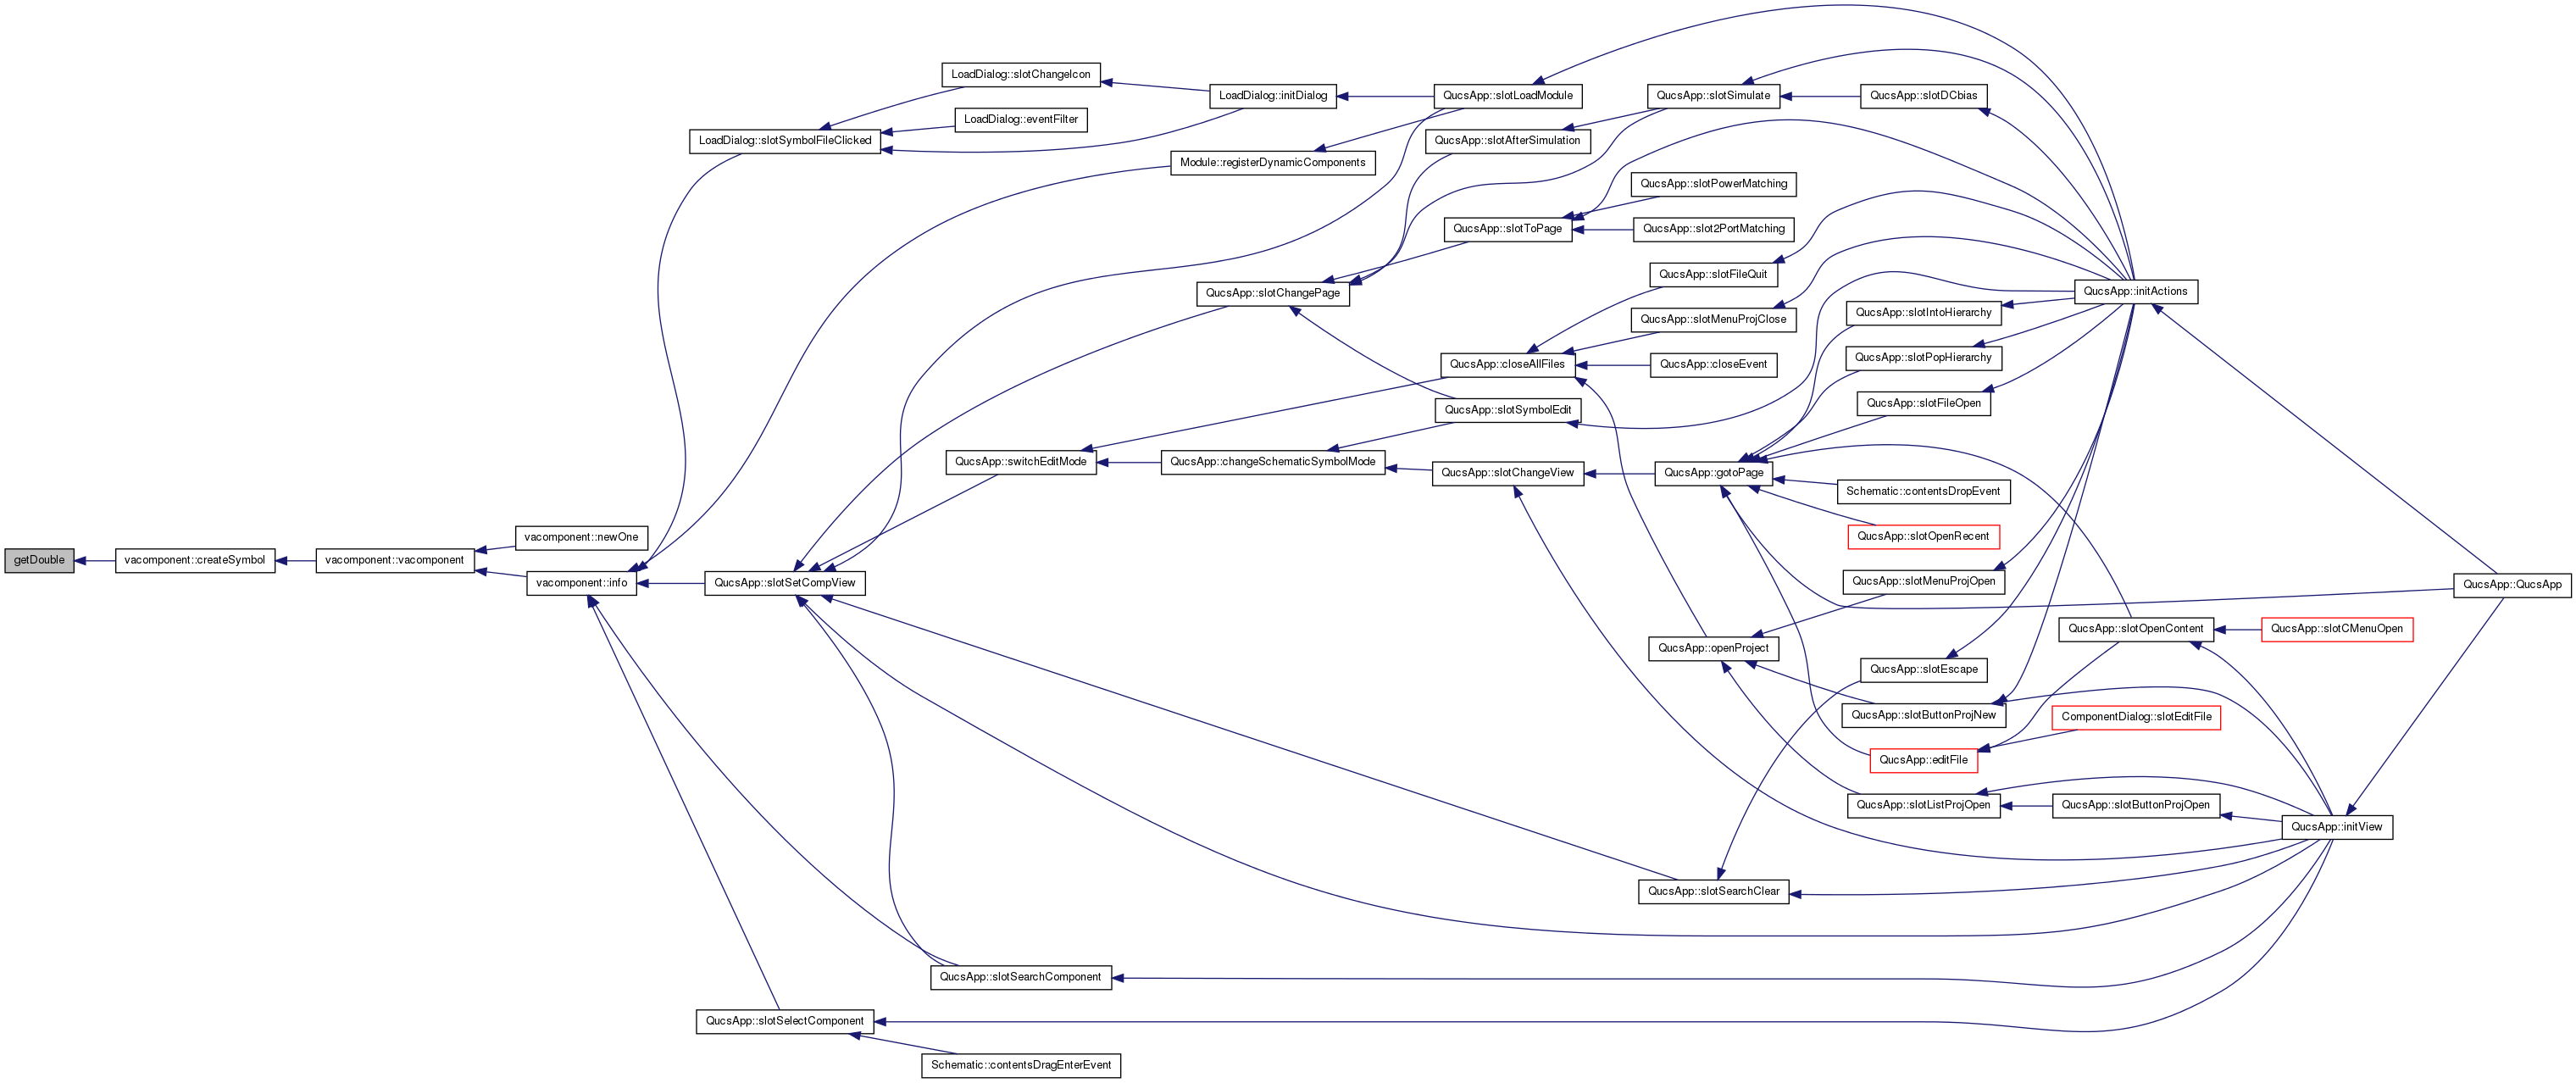 getDouble
vacomponent::createSymbol
vacomponent::vacomponent
vacomponent::newOne
vacomponent::info
LoadDialog::slotSymbolFileClicked
QucsApp::slotSetCompView
QucsApp::slotSelectComponent
LoadDialog::slotChangeIcon
LoadDialog::eventFilter
QucsApp::switchEditMode
QucsApp::slotSearchComponent
Schematic::contentsDragEnterEvent
LoadDialog::initDialog
Module::registerDynamicComponents
QucsApp::slotChangePage
QucsApp::changeSchematicSymbolMode
QucsApp::slotLoadModule
QucsApp::slotAfterSimulation
QucsApp::slotToPage
QucsApp::closeAllFiles
QucsApp::slotSymbolEdit
QucsApp::slotChangeView
QucsApp::slotSimulate
QucsApp::slotPowerMatching
QucsApp::slot2PortMatching
QucsApp::slotFileQuit
QucsApp::slotMenuProjClose
QucsApp::closeEvent
QucsApp::gotoPage
QucsApp::openProject
QucsApp::slotSearchClear
QucsApp::slotDCbias
QucsApp::slotIntoHierarchy
QucsApp::slotPopHierarchy
QucsApp::slotFileOpen
Schematic::contentsDropEvent
QucsApp::slotOpenRecent
QucsApp::slotMenuProjOpen
QucsApp::slotEscape
QucsApp::slotButtonProjNew
QucsApp::editFile
QucsApp::slotListProjOpen
QucsApp::initActions
QucsApp::slotOpenContent
ComponentDialog::slotEditFile
QucsApp::slotButtonProjOpen
QucsApp::slotCMenuOpen
QucsApp::initView
QucsApp::QucsApp